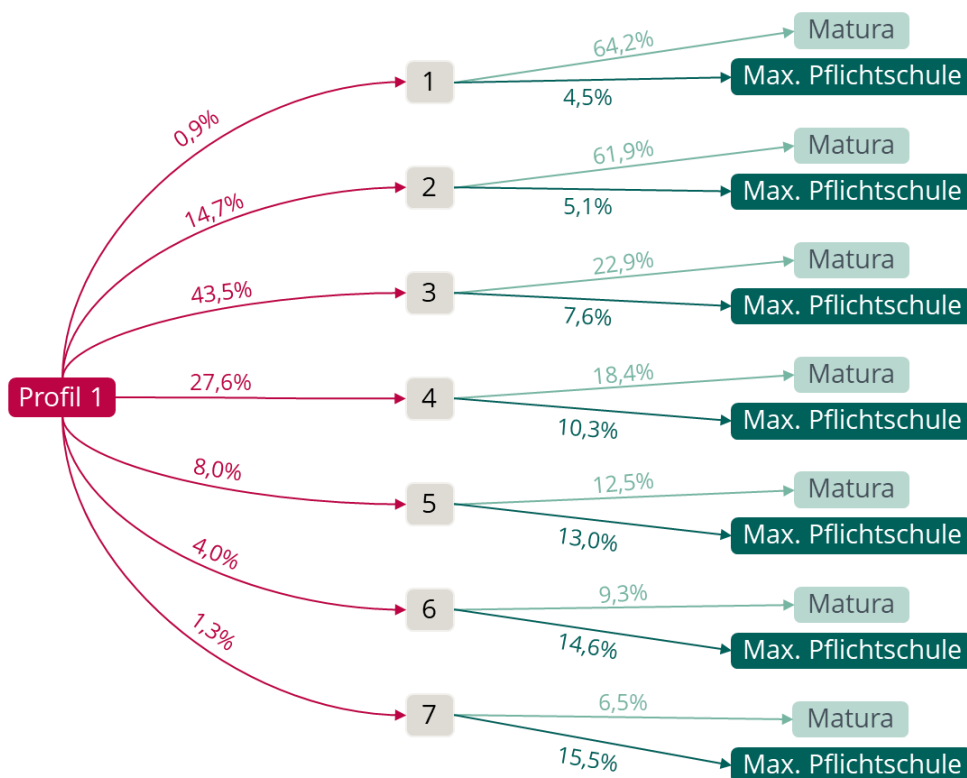 Matura
64,2%
1
Max. Pflichtschule
4,5%
0,9%
Matura
61,9%
2
Max. Pflichtschule
5,1%
14,7%
Matura
22,9%
3
Max. Pflichtschule
7,6%
43,5%
Profil 1
27,6%
Matura
18,4%
4
Max. Pflichtschule
10,3%
8,0%
Matura
12,5%
5
Max. Pflichtschule
13,0%
4,0%
Matura
9,3%
6
Max. Pflichtschule
14,6%
1,3%
Matura
6,5%
7
Max. Pflichtschule
15,5%